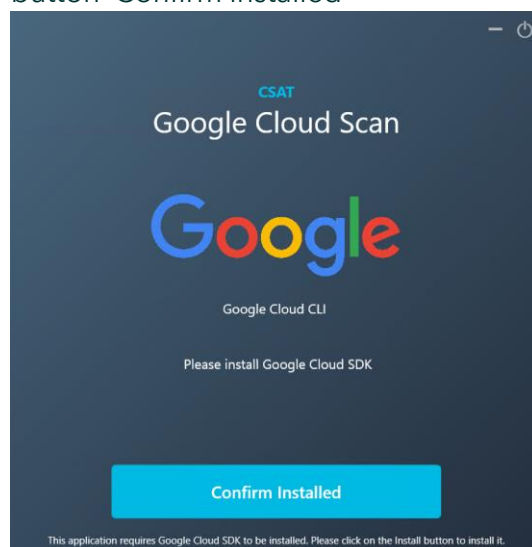 button "Confirm Installed"
CSAT
Google Cloud Scan
Google
Google Cloud CLI
Please install Google Cloud SDK
Confirm Installed
This application requires Google Cloud SDK to be installed. Please click on the Install button to install it.